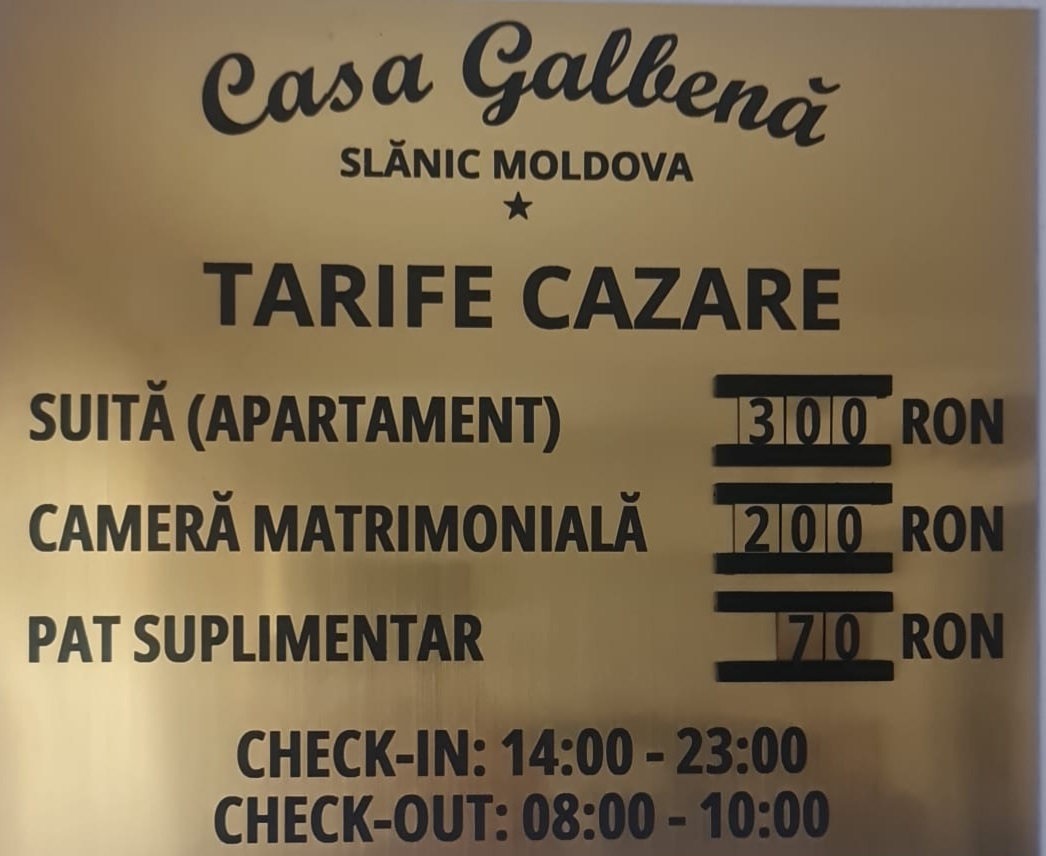 Casa Galbenă
SLĂNIC MOLDOVA
TARIFE CAZARE
SUITĂ (APARTAMENT) 300 RON
CAMERĂ MATRIMONIALĂ 200 RON
PAT SUPLIMENTAR 70 RON
CHECK-IN: 14:00 - 23:00
CHECK-OUT: 08:00 - 10:00